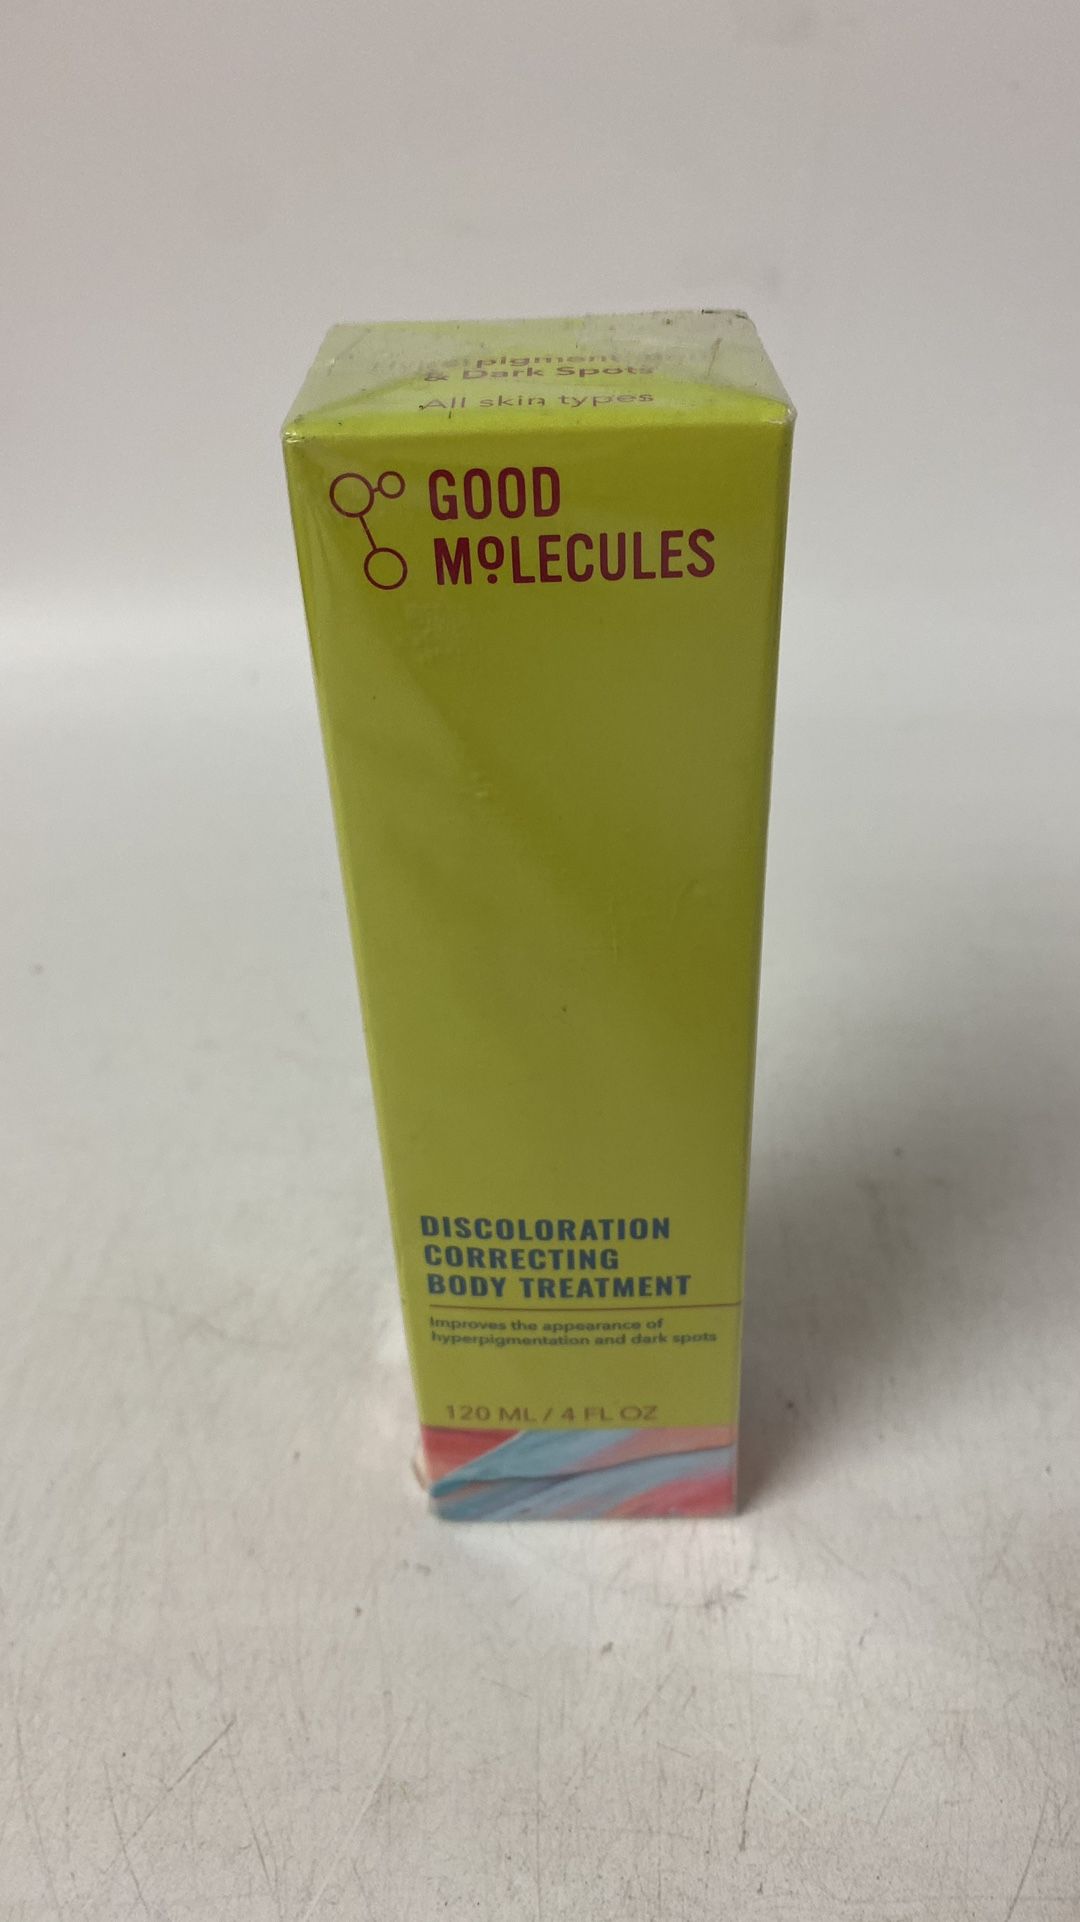 & Dark Spots
All skin types
GOOD
MOLECULES
DISCOLORATION
CORRECTING
BODY TREATMENT
Improves the appearance of
hyperpigmentation and dark spots
120 ML / 4 FL OZ